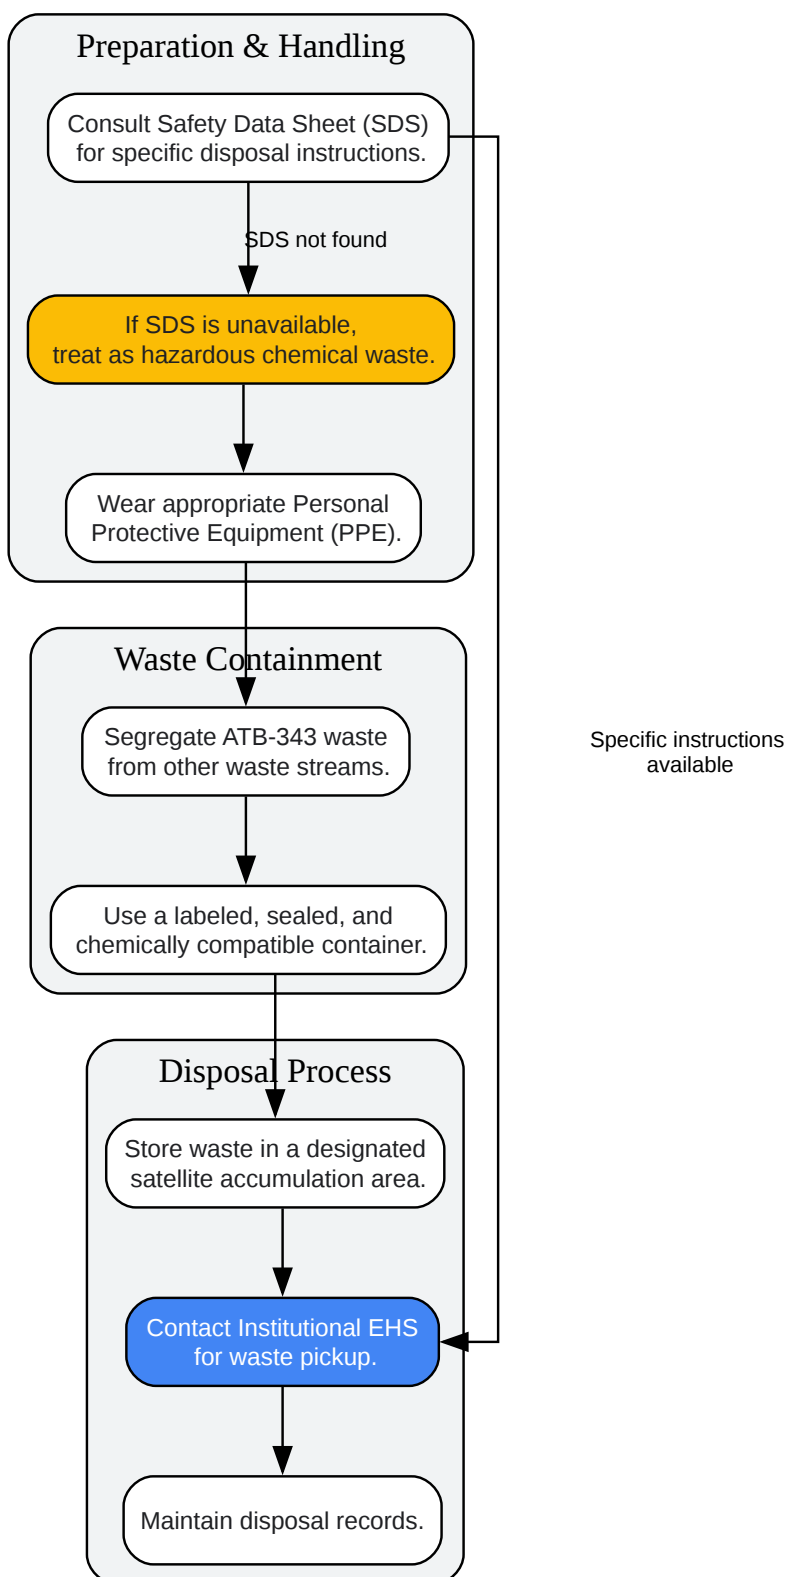 Preparation & Handling
Consult Safety Data Sheet (SDS)
for specific disposal instructions.
SDS not found
If SDS is unavailable,
treat as hazardous chemical waste.
Wear appropriate Personal
Protective Equipment (PPE).
Waste Containment
Segregate ATB-343 waste
from other waste streams.
Specific instructions
available
Use a labeled, sealed, and
chemically compatible container.
Disposal Process
Store waste in a designated
satellite accumulation area.
Contact Institutional EHS
for waste pickup.
Maintain disposal records.